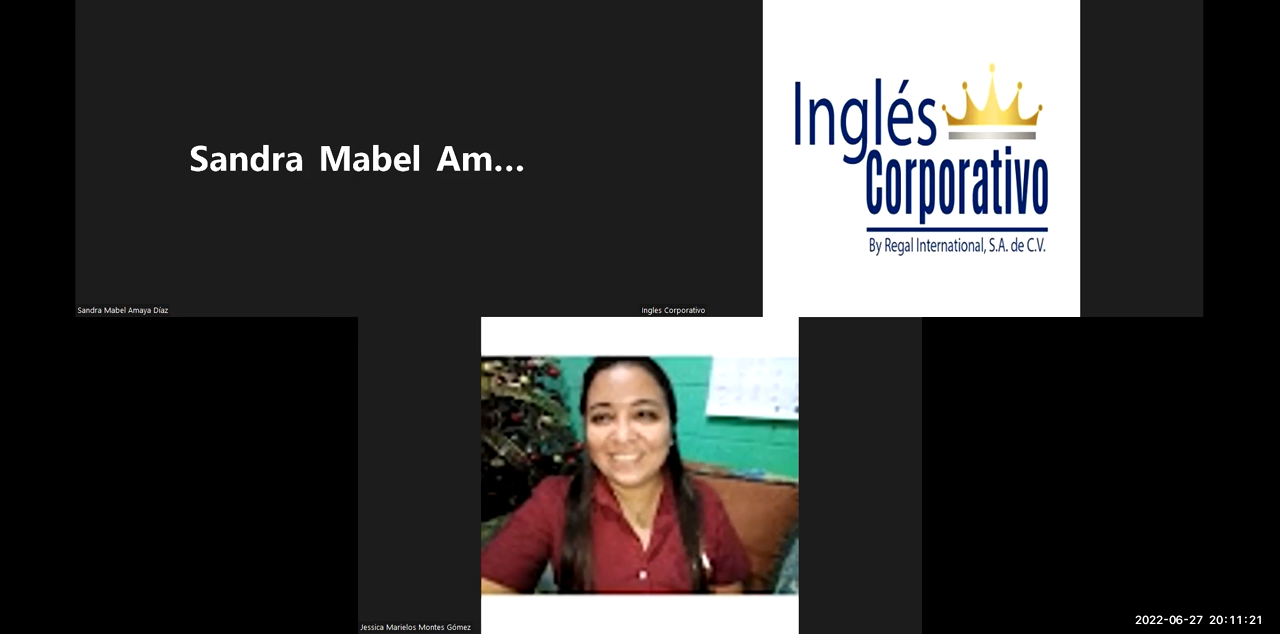 Sandra Mabel Am...
Inglés
Corporativo
By Regal International, S.A. de C.V.
Sandra Mabel Amaya Díaz
Ingles Corporativo
Jessica Marielos Montes Gómez
2022-06-27 20:11:21